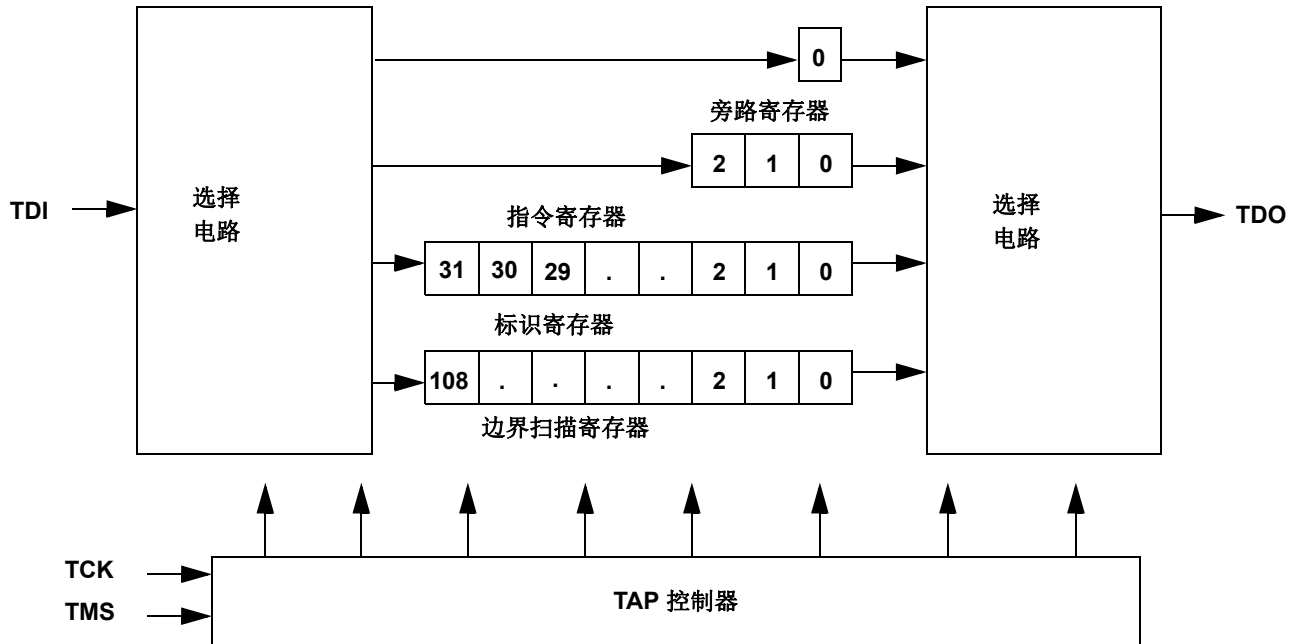 0
旁路寄存器
2 1 0
TDI
选择
电路
指令寄存器
选择
电路
TDO
31 30 29 . . 2 1 0
标识寄存器
108 . . . . 2 1 0
边界扫描寄存器
TCK
TMS
TAP 控制器